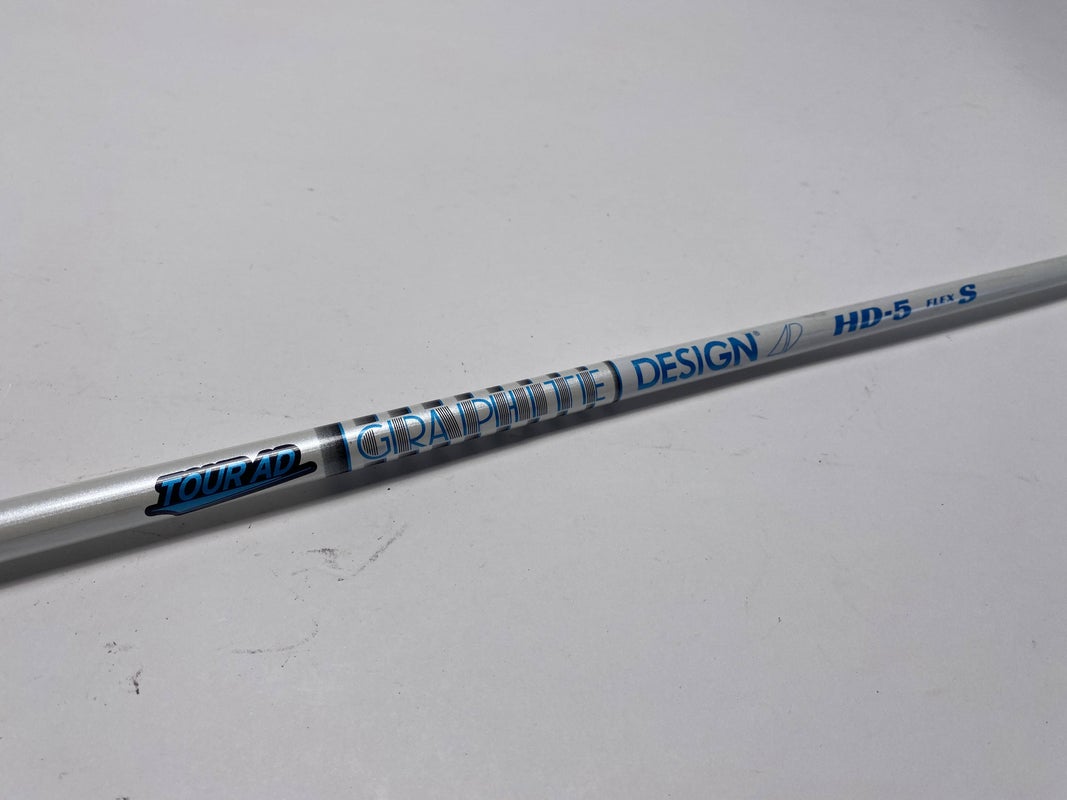 TOUR AD
GRAPHITE DESIGN®
HD-5 FLEX S